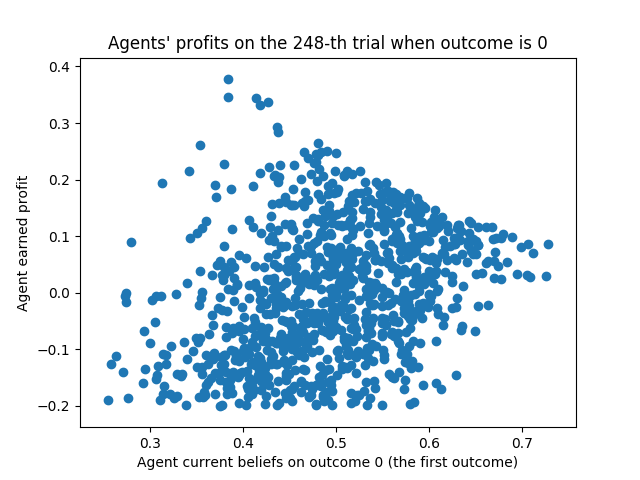 Agents' profits on the 248-th trial when outcome is 0
0.4
0.3
0.2
0.1
0.0
−0.1
−0.2
Agent earned profit
0.3 0.4 0.5 0.6 0.7
Agent current beliefs on outcome 0 (the first outcome)